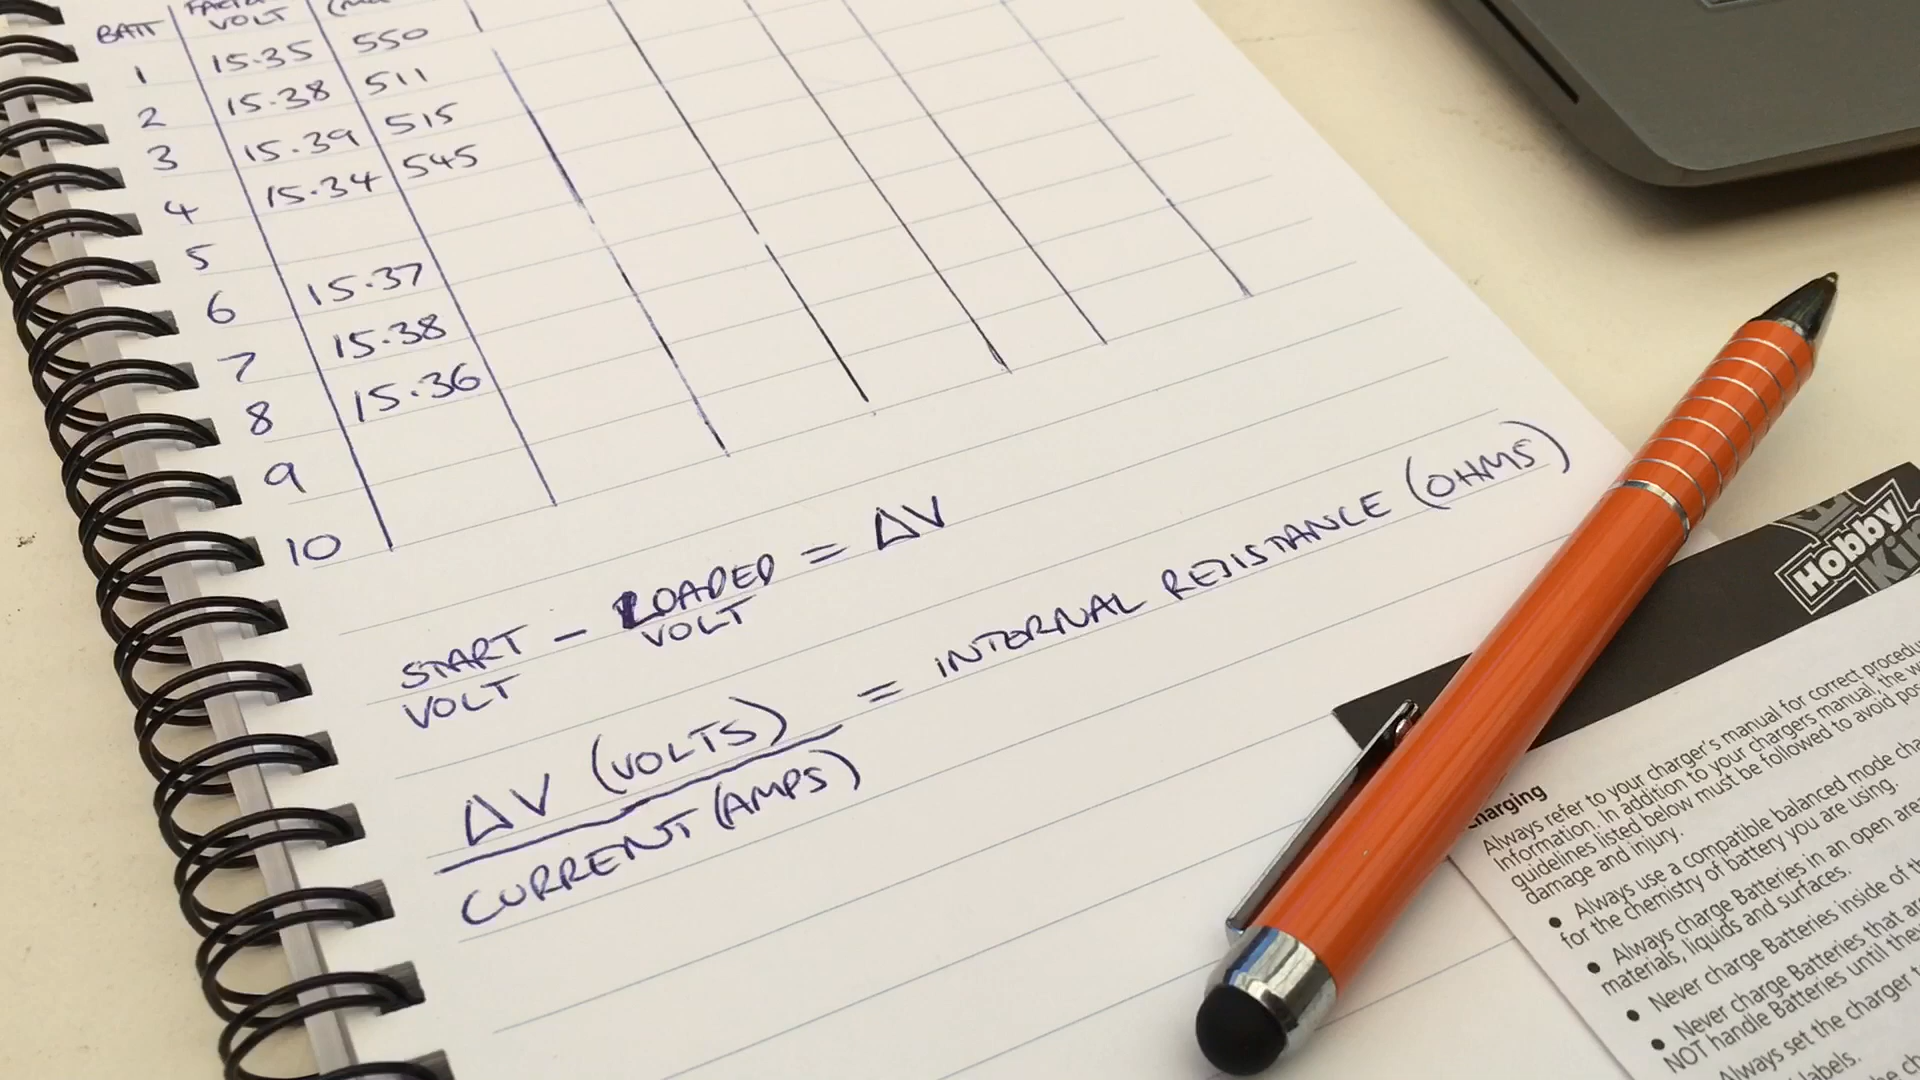 BATT VOLT
1 15.35 550
2 15.38 511
3 15.39 515
4 15.34 545
5
6 15.37
7 15.38
8 15.36
9
10
START VOLT - LOADED VOLT = ΔV
ΔV (VOLTS) = INTERNAL RESISTANCE (OHMS)
CURRENT (AMPS)
Hobby
Charging
Always refer to your charger's manual for correct
Information. In addition to your chargers manual, the
guidelines listed below must be followed to avoid
damage and injury.
• Always use a compatible balanced mode
for the chemistry of battery you are using.
• Always charge Batteries in an open
materials, liquids and surfaces.
• Never charge Batteries inside of
• Never charge Batteries that
NOT handle Batteries until
Always set the charger
labels.